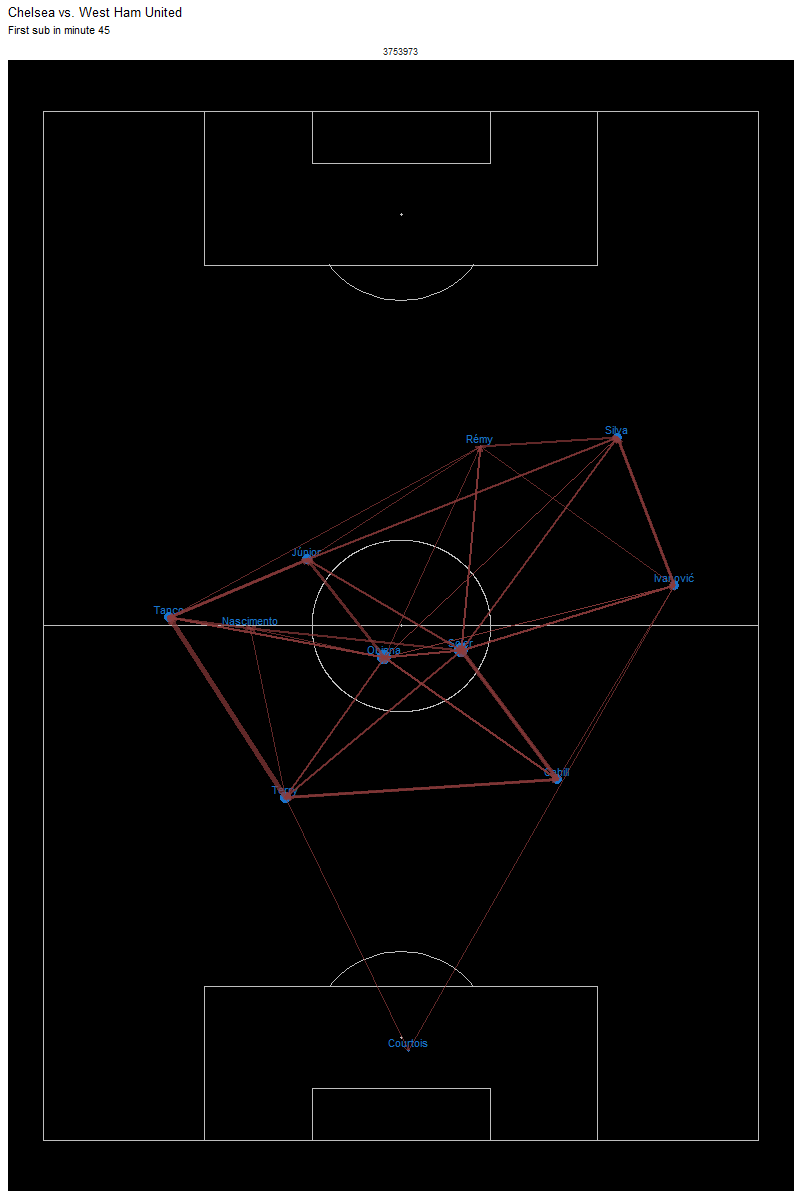 Chelsea vs. West Ham United
First sub in minute 45
3753973
Silva
Rémy
Júnior
Ivanović
Tanco
Nascimento
Obiang
Soler
Cahill
Terry
Courtois